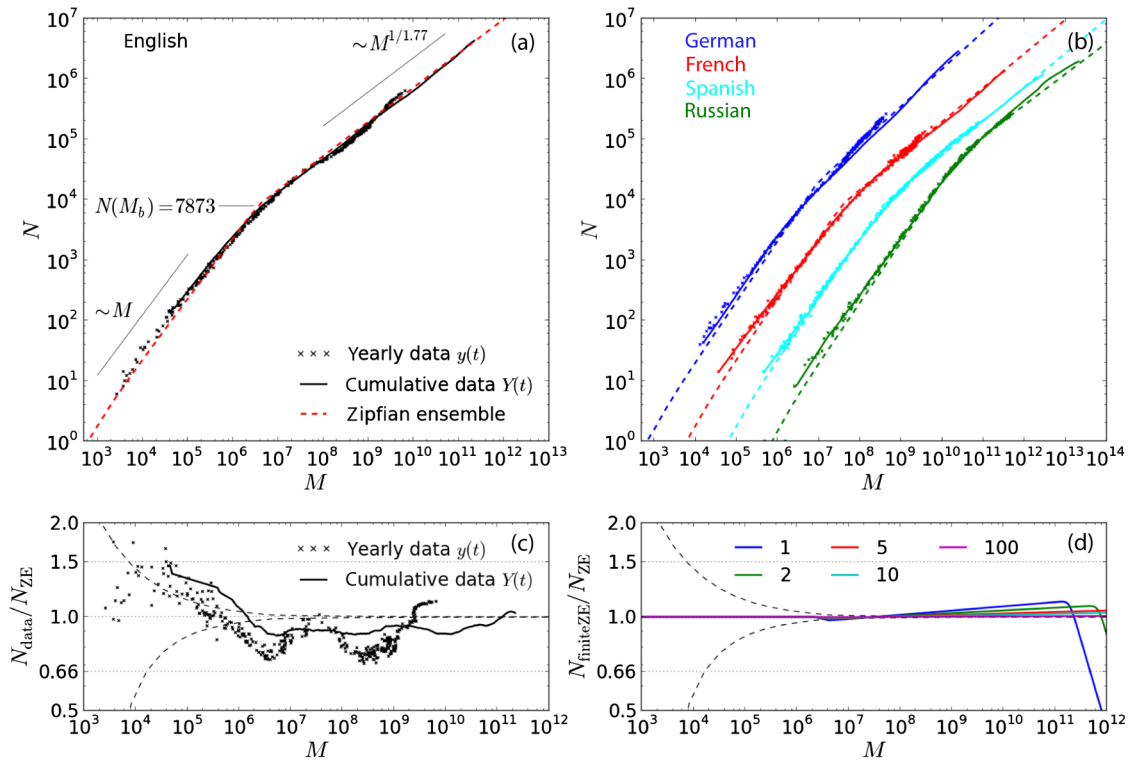 English
(a)
∼M^{1/1.77}
N(M_b) = 7873
∼M
Yearly data y(t)
Cumulative data Y(t)
Zipfian ensemble
10^7
10^6
10^5
10^4
10^3
10^2
10^1
10^0
N
10^3 10^4 10^5 10^6 10^7 10^8 10^9 10^10 10^11 10^12 10^13
M
(b)
German
French
Spanish
Russian
10^7
10^6
10^5
10^4
10^3
10^2
10^1
10^0
N
10^3 10^4 10^5 10^6 10^7 10^8 10^9 10^10 10^11 10^12 10^13 10^14
M
(c)
Yearly data y(t)
Cumulative data Y(t)
2.0
1.5
1.0
0.66
0.5
N_data/N_ZE
10^3 10^4 10^5 10^6 10^7 10^8 10^9 10^10 10^11 10^12
M
(d)
1 5 100
2 10
2.0
1.5
1.0
0.66
0.5
N_finiteZE/N_ZE
10^3 10^4 10^5 10^6 10^7 10^8 10^9 10^10 10^11 10^12
M